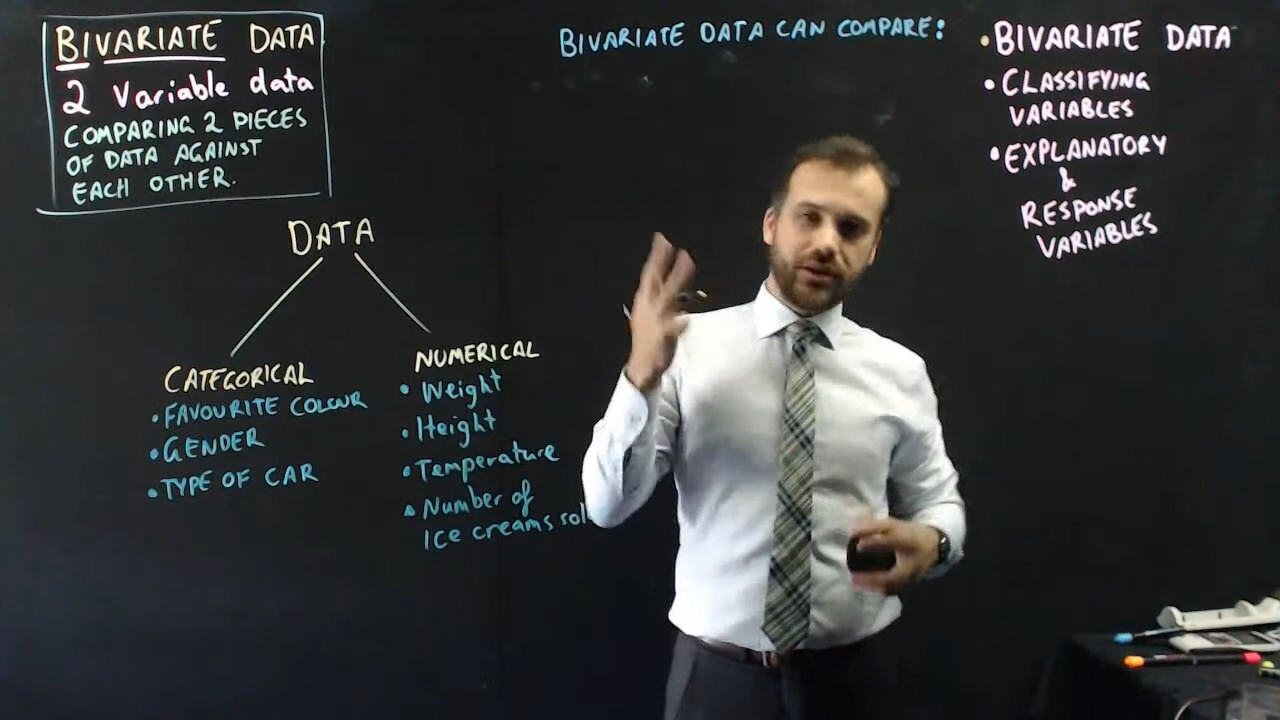 BIVARIATE DATA
2 Variable data
COMPARING 2 PIECES
OF DATA AGAINST
EACH OTHER.
DATA
CATEGORICAL
• FAVOURITE COLOUR
• GENDER
• TYPE OF CAR
NUMERICAL
• Weight
• Height
• Temperature
• Number of
Ice creams
BIVARIATE DATA CAN COMPARE:
• BIVARIATE DATA
• CLASSIFYING
VARIABLES
• EXPLANATORY
&
RESPONSE
VARIABLES